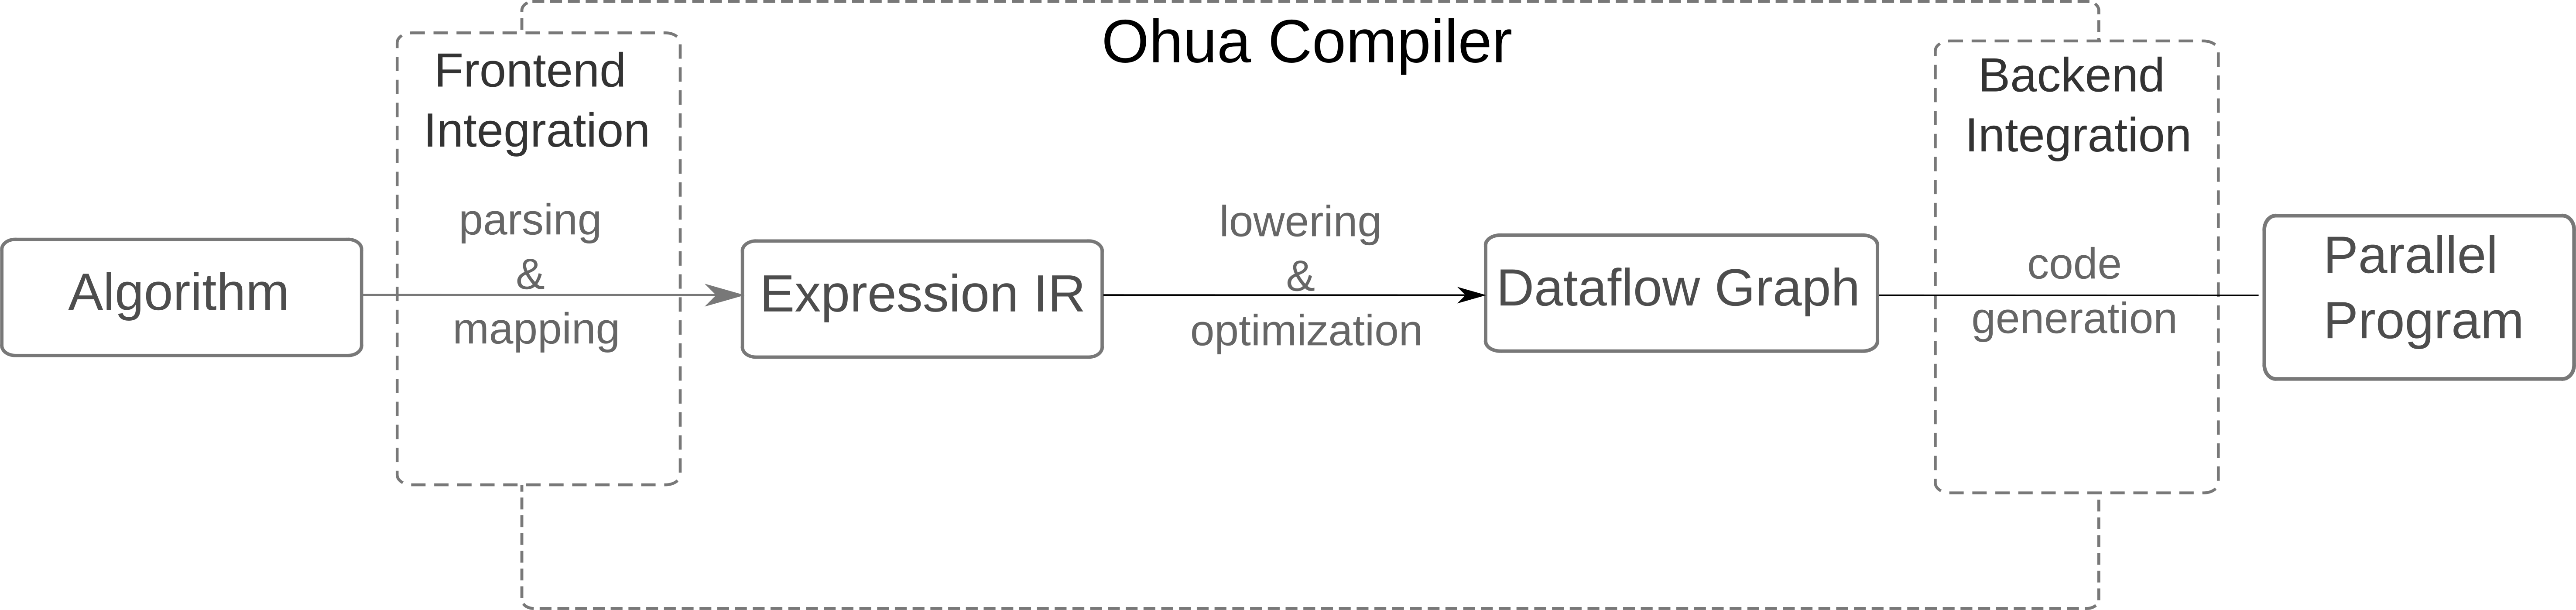 Ohua Compiler
Frontend
Integration
Backend
Integration
parsing
&
mapping
lowering
&
optimization
code
generation
Algorithm
Expression IR
Dataflow Graph
Parallel
Program